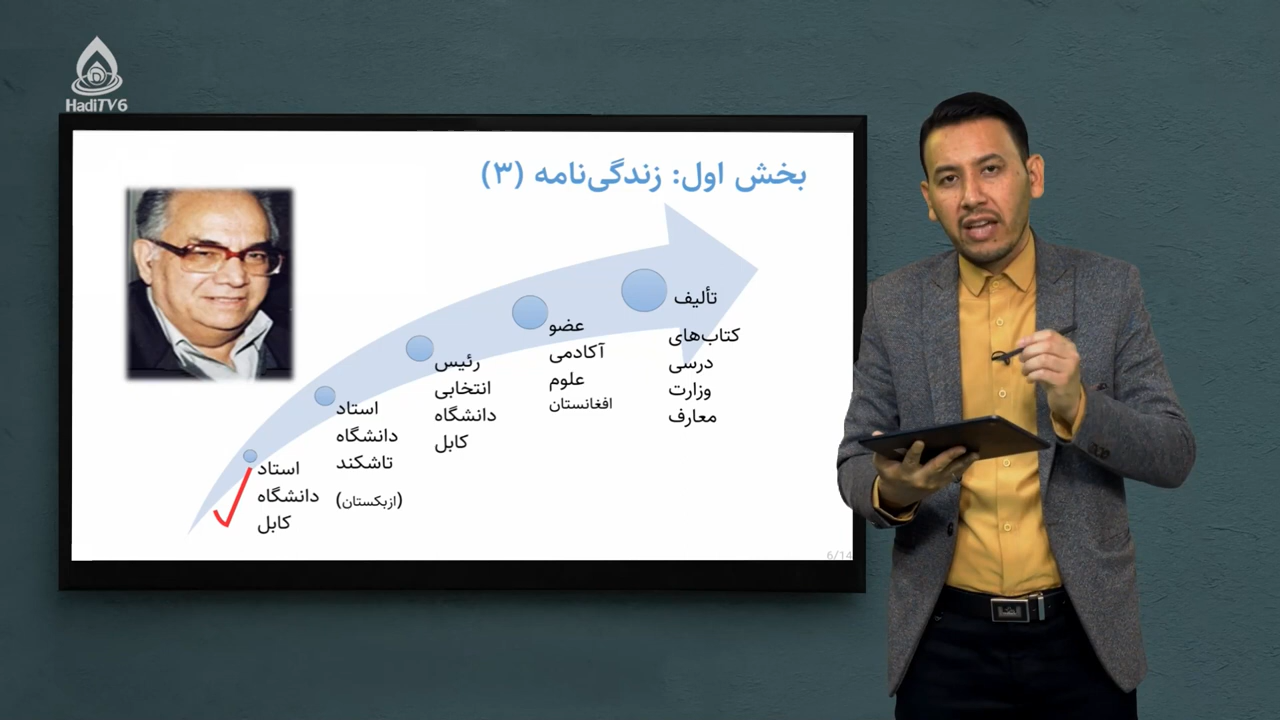 HadiTV6
بخش اول: زندگی‌نامه (۳)
استاد
دانشگاه
کابل
استاد
دانشگاه
تاشکند
(ازبکستان)
رئیس
انتخابی
دانشگاه
کابل
عضو
آکادمی
علوم
افغانستان
تألیف
کتاب‌های
درسی
وزارت
معارف
6/14